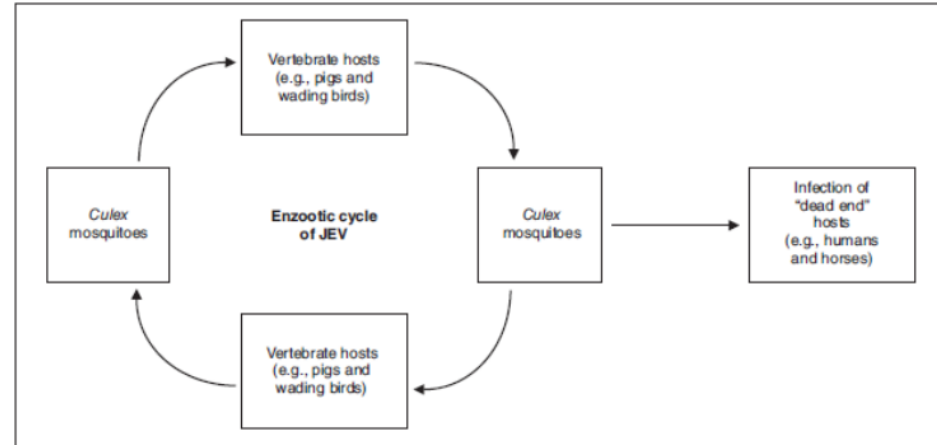 Vertebrate hosts
(e.g., pigs and
wading birds)
Culex
mosquitoes
Enzootic cycle
of JEV
Culex
mosquitoes
Infection of
“dead end”
hosts
(e.g., humans
and horses)
Vertebrate hosts
(e.g., pigs and
wading birds)